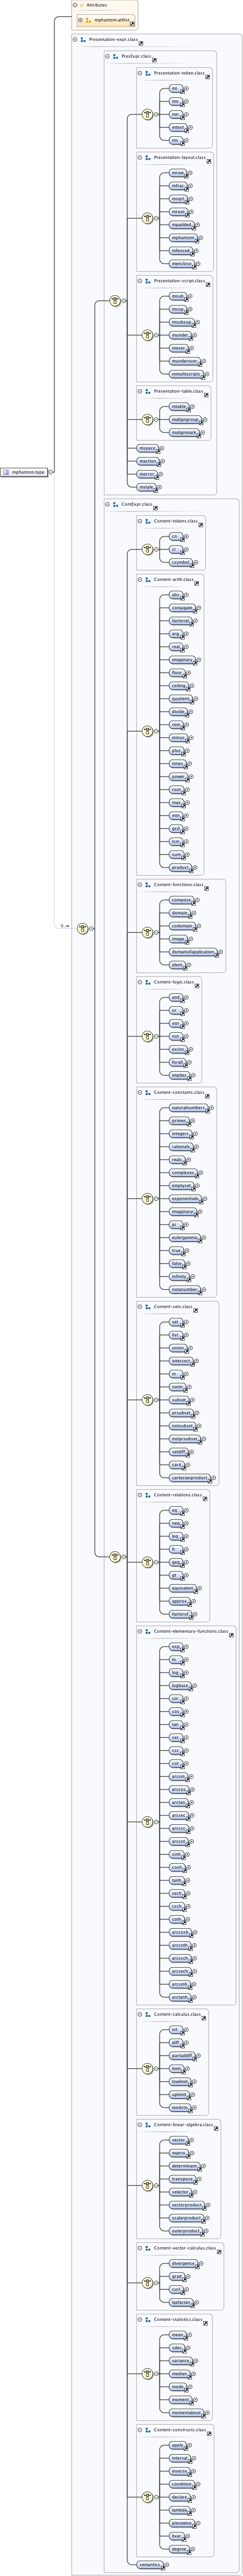 Attributes
mphantom.attlist
Presentation-expr.class
PresExpr.class
Presentation-token.class
mi
mo
mn
mtext
ms
Presentation-layout.class
mrow
mfrac
msqrt
mroot
mpadded
mphantom
mfenced
menclose
Presentation-script.class
msub
msup
msubsup
munder
mover
munderover
mmultiscripts
Presentation-table.class
mtable
maligngroup
malignmark
mspace
maction
merror
mstyle
mphantom.type
ContExpr.class
Content-tokens.class
cn
ci
csymbol
Content-arith.class
abs
conjugate
factorial
arg
real
imaginary
floor
ceiling
quotient
divide
rem
minus
plus
times
power
root
max
min
gcd
lcm
sum
product
Content-functions.class
compose
domain
codomain
image
domainofapplication
ident
0..∞
Content-logic.class
and
or
xor
not
exists
forall
implies
Content-constants.class
naturalnumbers
primes
integers
rationals
reals
complexes
emptyset
exponentiale
imaginaryi
pi
eulergamma
true
false
infinity
notanumber
Content-sets.class
set
list
union
intersect
in
notin
subset
prsubset
notsubset
notprsubset
setdiff
card
cartesianproduct
Content-relations.class
eq
neq
leq
lt
geq
gt
equivalent
approx
factorof
Content-elementary-functions.class
exp
ln
log
logbase
sin
cos
tan
sec
csc
cot
arcsin
arccos
arctan
arcsec
arccsc
arccot
sinh
cosh
tanh
sech
csch
coth
arccosh
arccoth
arccsch
arcsech
arcsinh
arctanh
Content-calculus.class
int
diff
partialdiff
limit
lowlimit
uplimit
tendsto
Content-linear-algebra.class
vector
matrix
determinant
transpose
selector
vectorproduct
scalarproduct
outerproduct
Content-vector-calculus.class
divergence
grad
curl
laplacian
Content-statistics.class
mean
sdev
variance
median
mode
moment
momentabout
Content-constructs.class
apply
interval
inverse
condition
declare
lambda
piecewise
bvar
degree
semantics